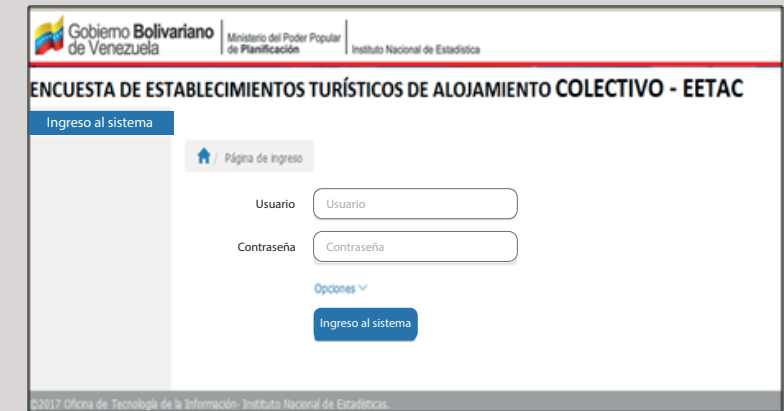 Gobierno Bolivariano
de Venezuela
Ministerio del Poder Popular
de Planificación
Instituto Nacional de Estadística
ENCUESTA DE ESTABLECIMIENTOS TURÍSTICOS DE ALOJAMIENTO COLECTIVO - EETAC
Ingreso al sistema
/ Página de ingreso
Usuario
Usuario
Contraseña
Contraseña
Opciones
Ingreso al sistema
©2017 Oficina de Tecnología de la Información- Instituto Nacional de Estadísticas.